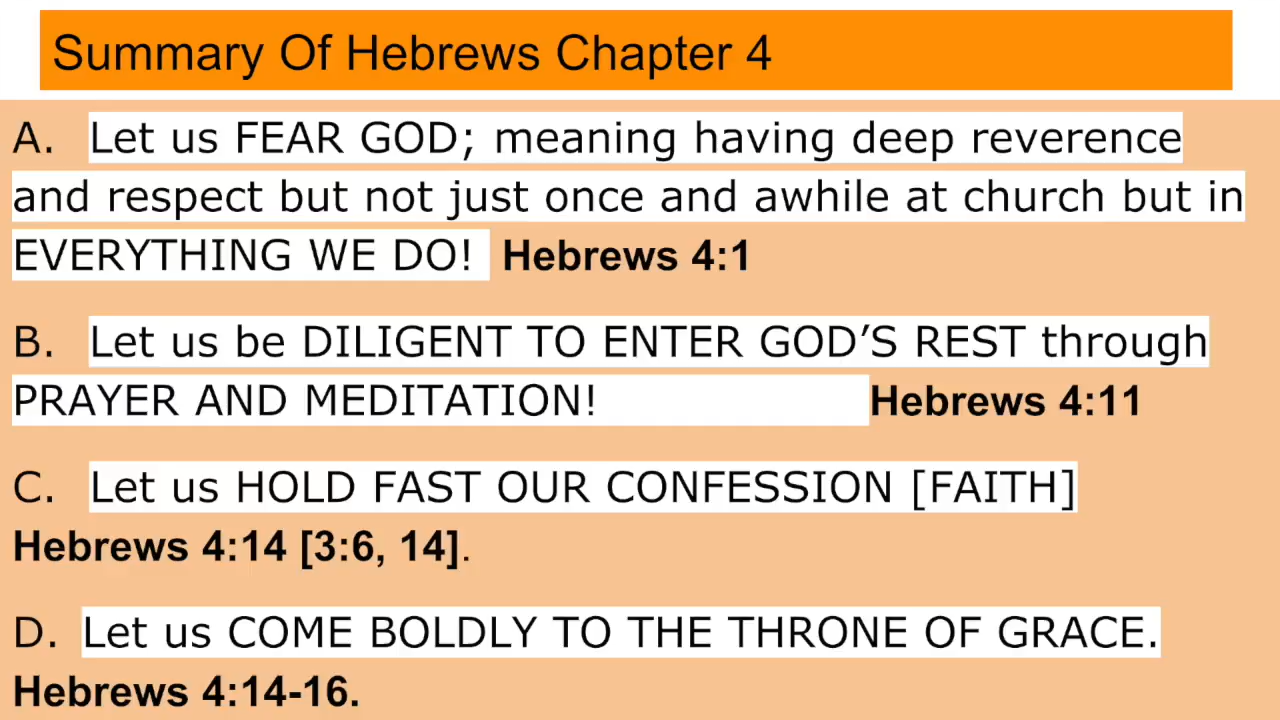 Summary Of Hebrews Chapter 4
A. Let us FEAR GOD; meaning having deep reverence
and respect but not just once and awhile at church but in
EVERYTHING WE DO! Hebrews 4:1
B. Let us be DILIGENT TO ENTER GOD’S REST through
PRAYER AND MEDITATION! Hebrews 4:11
C. Let us HOLD FAST OUR CONFESSION [FAITH]
Hebrews 4:14 [3:6, 14].
D. Let us COME BOLDLY TO THE THRONE OF GRACE.
Hebrews 4:14-16.